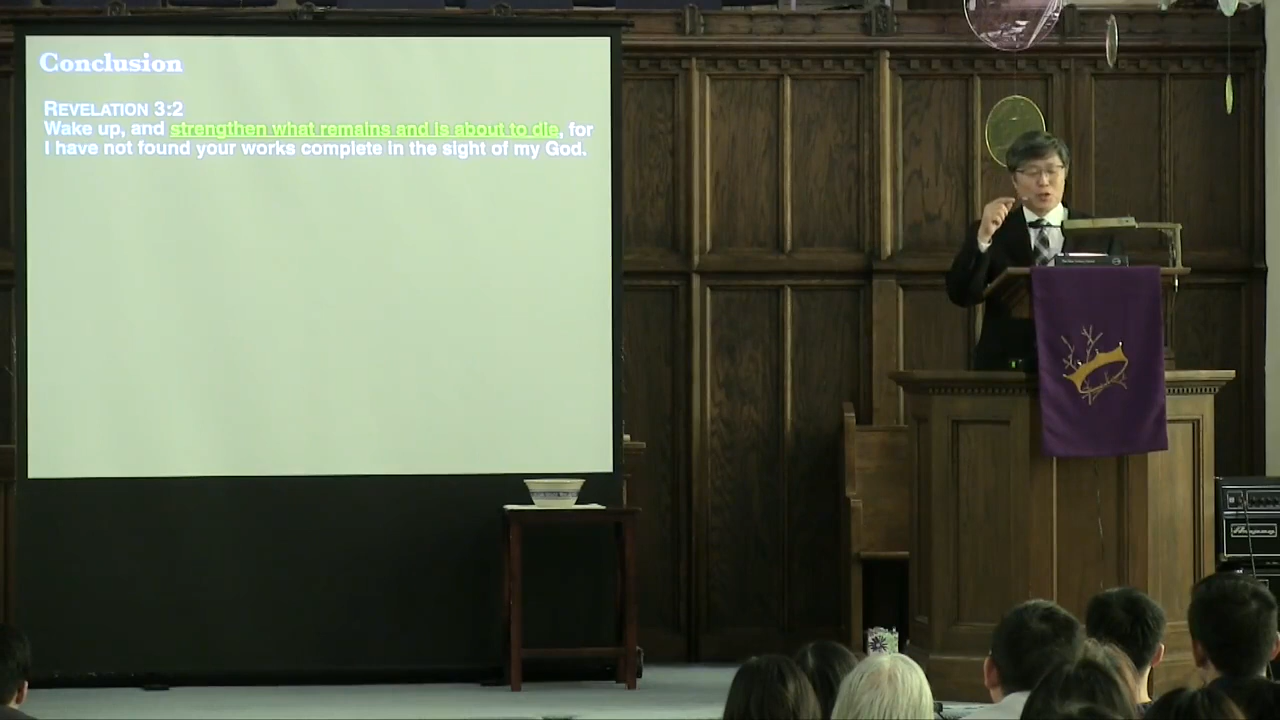 Conclusion
REVELATION 3:2
Wake up, and strengthen what remains and is about to die, for
I have not found your works complete in the sight of my God.